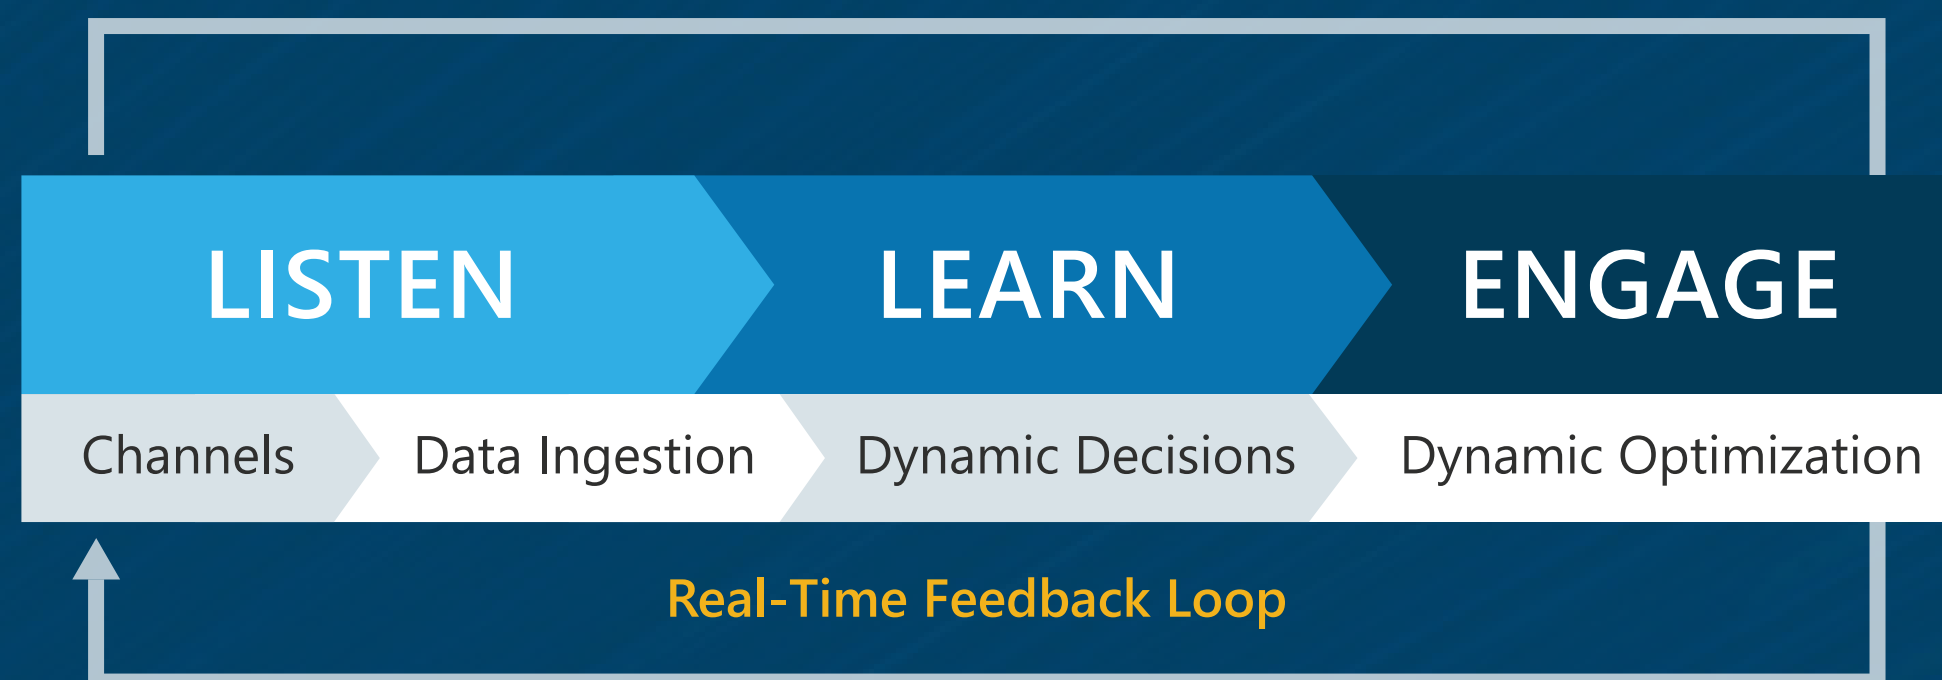 LISTEN LEARN ENGAGE
Channels Data Ingestion Dynamic Decisions Dynamic Optimization
Real-Time Feedback Loop